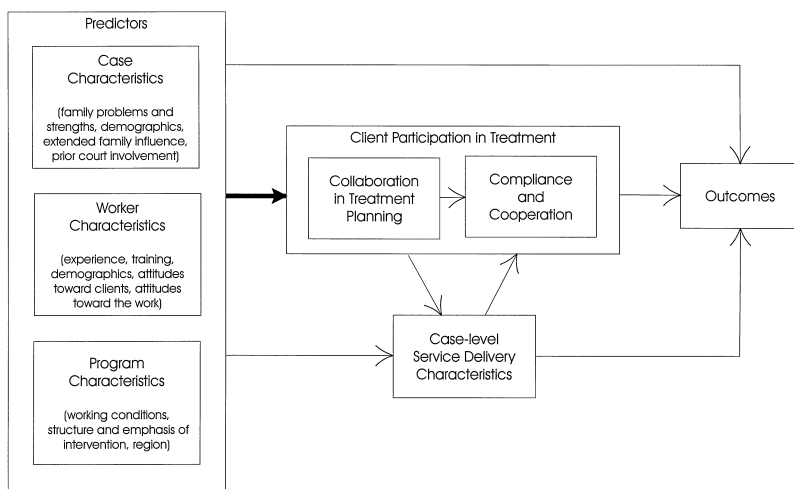 Predictors
Case
Characteristics
(family problems and
strengths, demographics,
extended family influence,
prior court involvement)
Worker
Characteristics
(experience, training,
demographics, attitudes
toward clients, attitudes
toward the work)
Program
Characteristics
(working conditions,
structure and emphasis of
intervention, region)
Client Participation in Treatment
Collaboration
in Treatment
Planning
Compliance
and
Cooperation
Case-level
Service Delivery
Characteristics
Outcomes